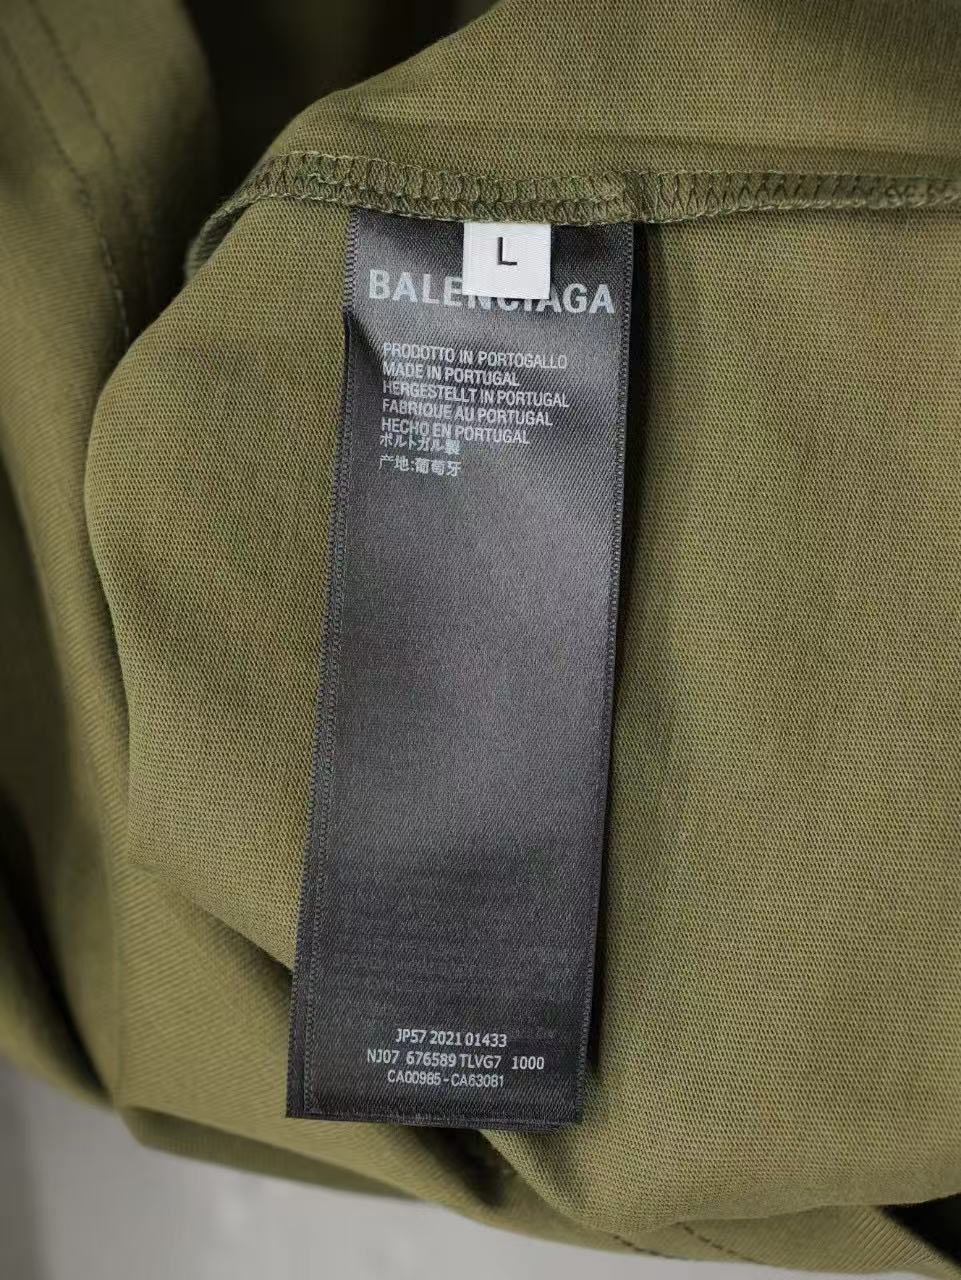 L
BALENCIAGA
PRODOTTO IN PORTOGALLO
MADE IN PORTUGAL
HERGESTELLT IN PORTUGAL
FABRIQUE AU PORTUGAL
HECHO EN PORTUGAL
ポルトガル製
产地:葡萄牙
JP57 2021 01433
NJ07 676589 TLVG7 1000
CA00985-CA63081